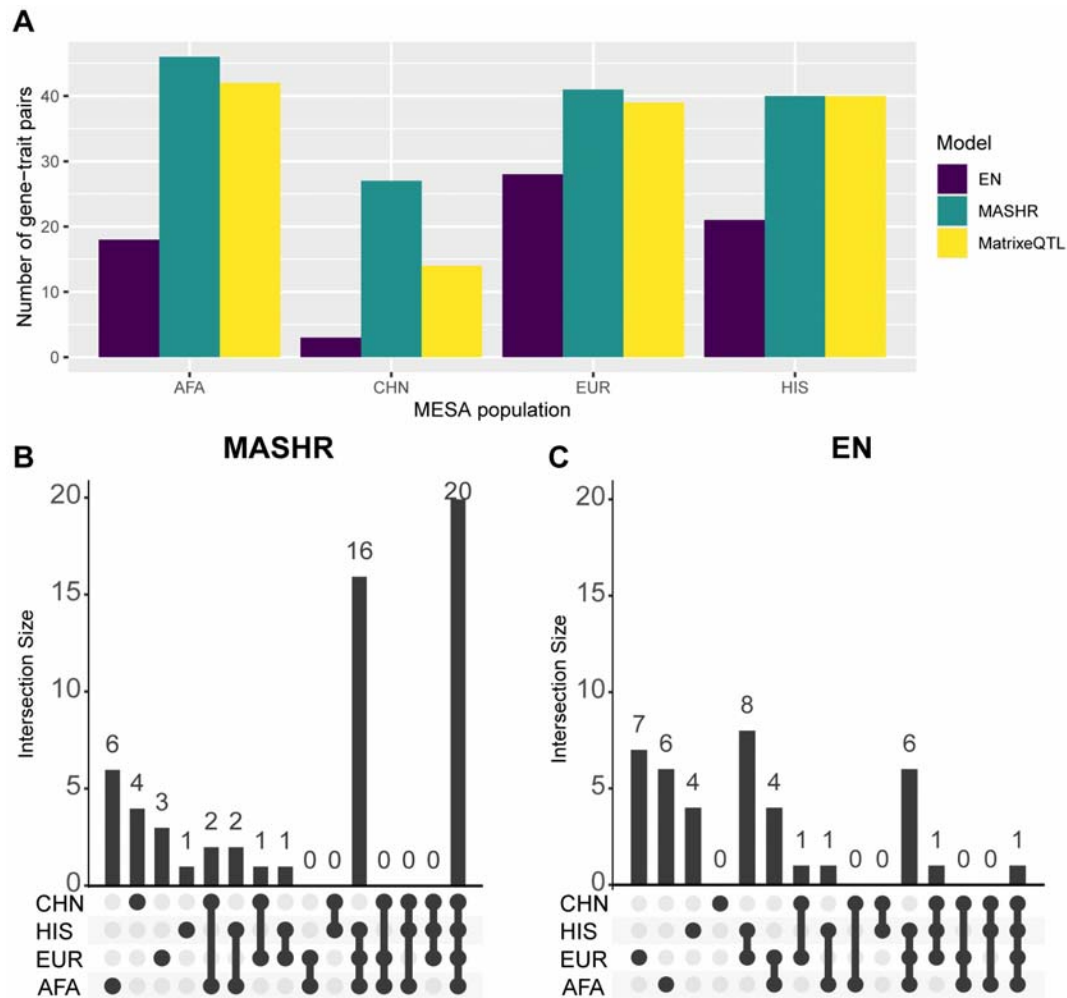 A
Number of gene-trait pairs
40
30
20
10
0
AFA CHN EUR HIS
MESA population
Model
EN
MASHR
MatrixeQTL
B MASHR
Intersection Size
20
15
10
5
0
6 4 3 1 2 2 1 1 0 0 16 0 0 0 20
CHN
HIS
EUR
AFA
C EN
Intersection Size
20
15
10
5
0
7 6 4 0 8 4 1 1 0 0 6 1 0 0 1
CHN
HIS
EUR
AFA